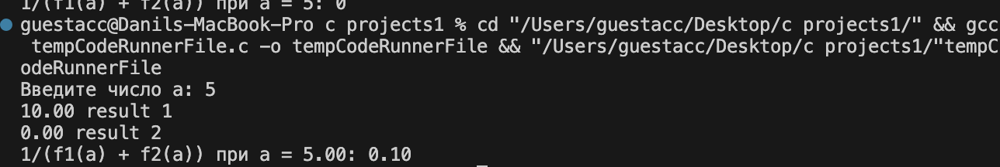 1/(f1(a) + f2(a)) при a = 5: 0
guestacc@Danils-MacBook-Pro c projects1 % cd "/Users/guestacc/Desktop/c projects1/" && gcc
tempCodeRunnerFile.c -o tempCodeRunnerFile && "/Users/guestacc/Desktop/c projects1/"tempC
odeRunnerFile
Введите число a: 5
10.00 result 1
0.00 result 2
1/(f1(a) + f2(a)) при a = 5.00: 0.10